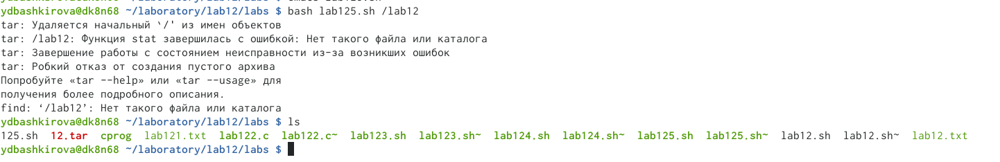 ydbashkirova@dk8n68 ~/laboratory/lab12/labs $ bash lab125.sh /lab12
tar: Удаляется начальный `/' из имен объектов
tar: /lab12: Функция stat завершилась с ошибкой: Нет такого файла или каталога
tar: Завершение работы с состоянием неисправности из-за возникших ошибок
tar: Робкий отказ от создания пустого архива
Попробуйте «tar --help» или «tar --usage» для
получения более подробного описания.
find: ‘/lab12’: Нет такого файла или каталога
ydbashkirova@dk8n68 ~/laboratory/lab12/labs $ ls
125.sh 12.tar cprog lab121.txt lab122.c lab122.c~ lab123.sh lab123.sh~ lab124.sh lab124.sh~ lab125.sh lab125.sh~ lab12.sh lab12.sh~ lab12.txt
ydbashkirova@dk8n68 ~/laboratory/lab12/labs $